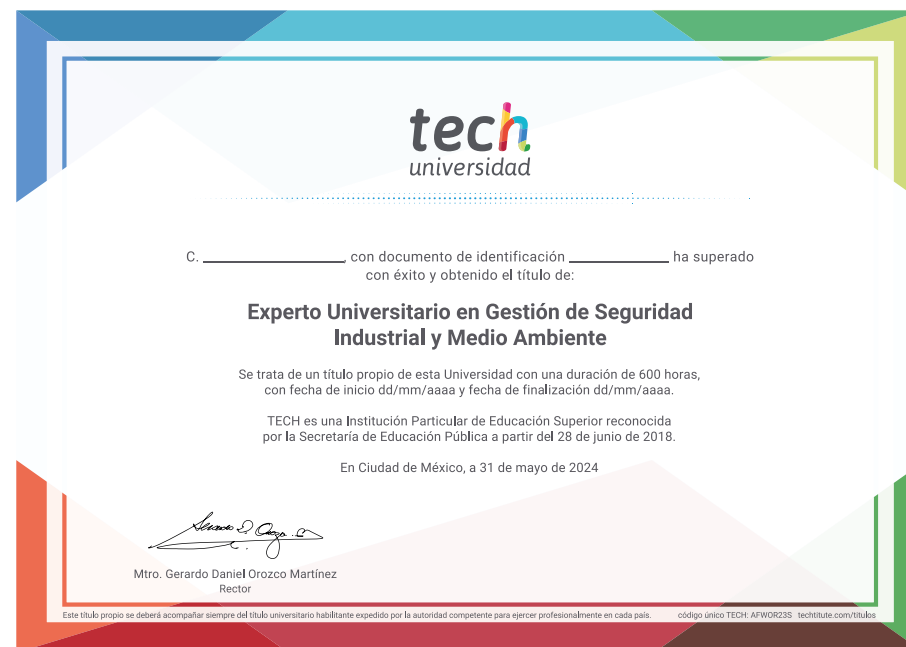 tech
universidad
C. ____________, con documento de identificación ____________ ha superado
con éxito y obtenido el título de:
Experto Universitario en Gestión de Seguridad
Industrial y Medio Ambiente
Se trata de un título propio de esta Universidad con una duración de 600 horas,
con fecha de inicio dd/mm/aaaa y fecha de finalización dd/mm/aaaa.
TECH es una Institución Particular de Educación Superior reconocida
por la Secretaría de Educación Pública a partir del 28 de junio de 2018.
En Ciudad de México, a 31 de mayo de 2024
Mtro. Gerardo Daniel Orozco Martínez
Rector
Este título propio se deberá acompañar siempre del título universitario habilitante expedido por la autoridad competente para ejercer profesionalmente en cada país. código único TECH: AFWOR23S techtitute.com/titulos